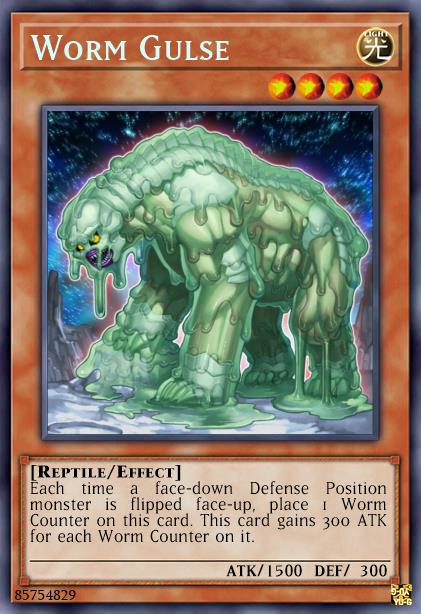 Worm Gulse
LIGHT
光
[Reptile/Effect]
Each time a face-down Defense Position
monster is flipped face-up, place 1 Worm
Counter on this card. This card gains 300 ATK
for each Worm Counter on it.
ATK/1500 DEF/ 300
85754829